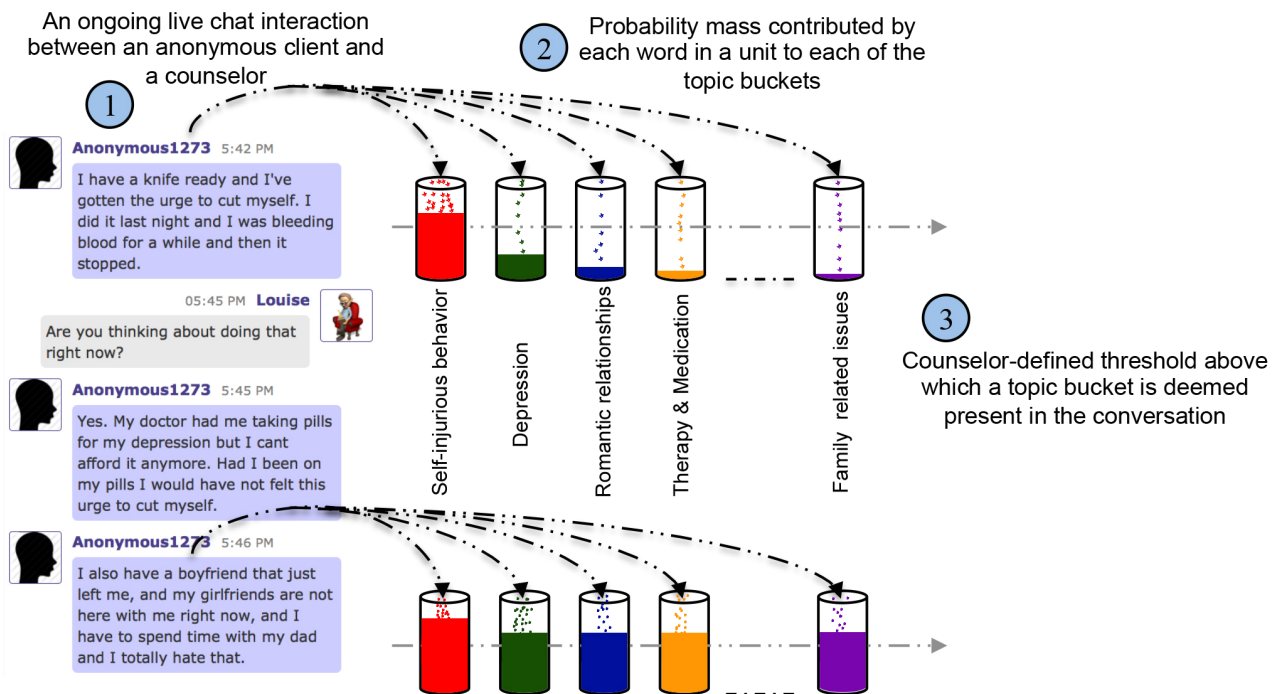 An ongoing live chat interaction
between an anonymous client and
a counselor
1
2
Probability mass contributed by
each word in a unit to each of the
topic buckets
Anonymous1273 5:42 PM
I have a knife ready and I've
gotten the urge to cut myself. I
did it last night and I was bleeding
blood for a while and then it
stopped.
05:45 PM Louise
Are you thinking about doing that
right now?
Anonymous1273 5:45 PM
Yes. My doctor had me taking pills
for my depression but I cant
afford it anymore. Had I been on
my pills I would have not felt this
urge to cut myself.
Anonymous1273 5:46 PM
I also have a boyfriend that just
left me, and my girlfriends are not
here with me right now, and I
have to spend time with my dad
and I totally hate that.
Self-injurious behavior
Depression
Romantic relationships
Therapy & Medication
Family related issues
3
Counselor-defined threshold above
which a topic bucket is deemed
present in the conversation